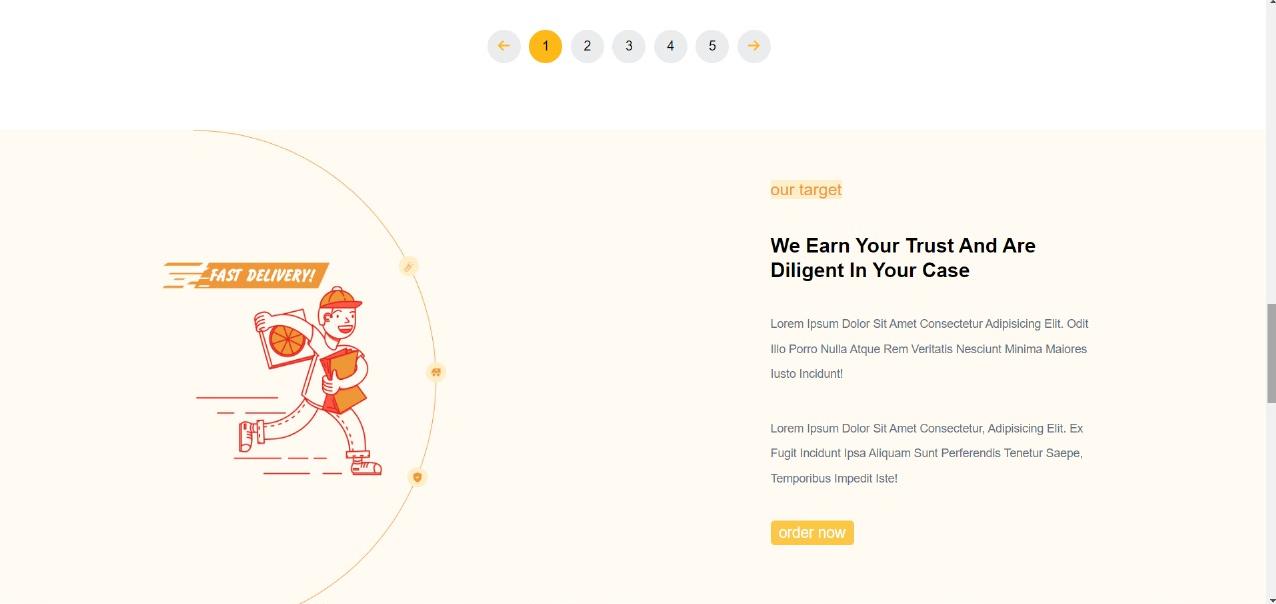 ← 1 2 3 4 5 →
our target
We Earn Your Trust And Are
Diligent In Your Case
FAST DELIVERY!
Lorem Ipsum Dolor Sit Amet Consectetur Adipisicing Elit. Odit
Illo Porro Nulla Atque Rem Veritatis Nesciunt Minima Maiores
Iusto Incidunt!
Lorem Ipsum Dolor Sit Amet Consectetur, Adipisicing Elit. Ex
Fugit Incidunt Ipsa Aliquam Sunt Perferendis Tenetur Saepe,
Temporibus Impedit Iste!
order now